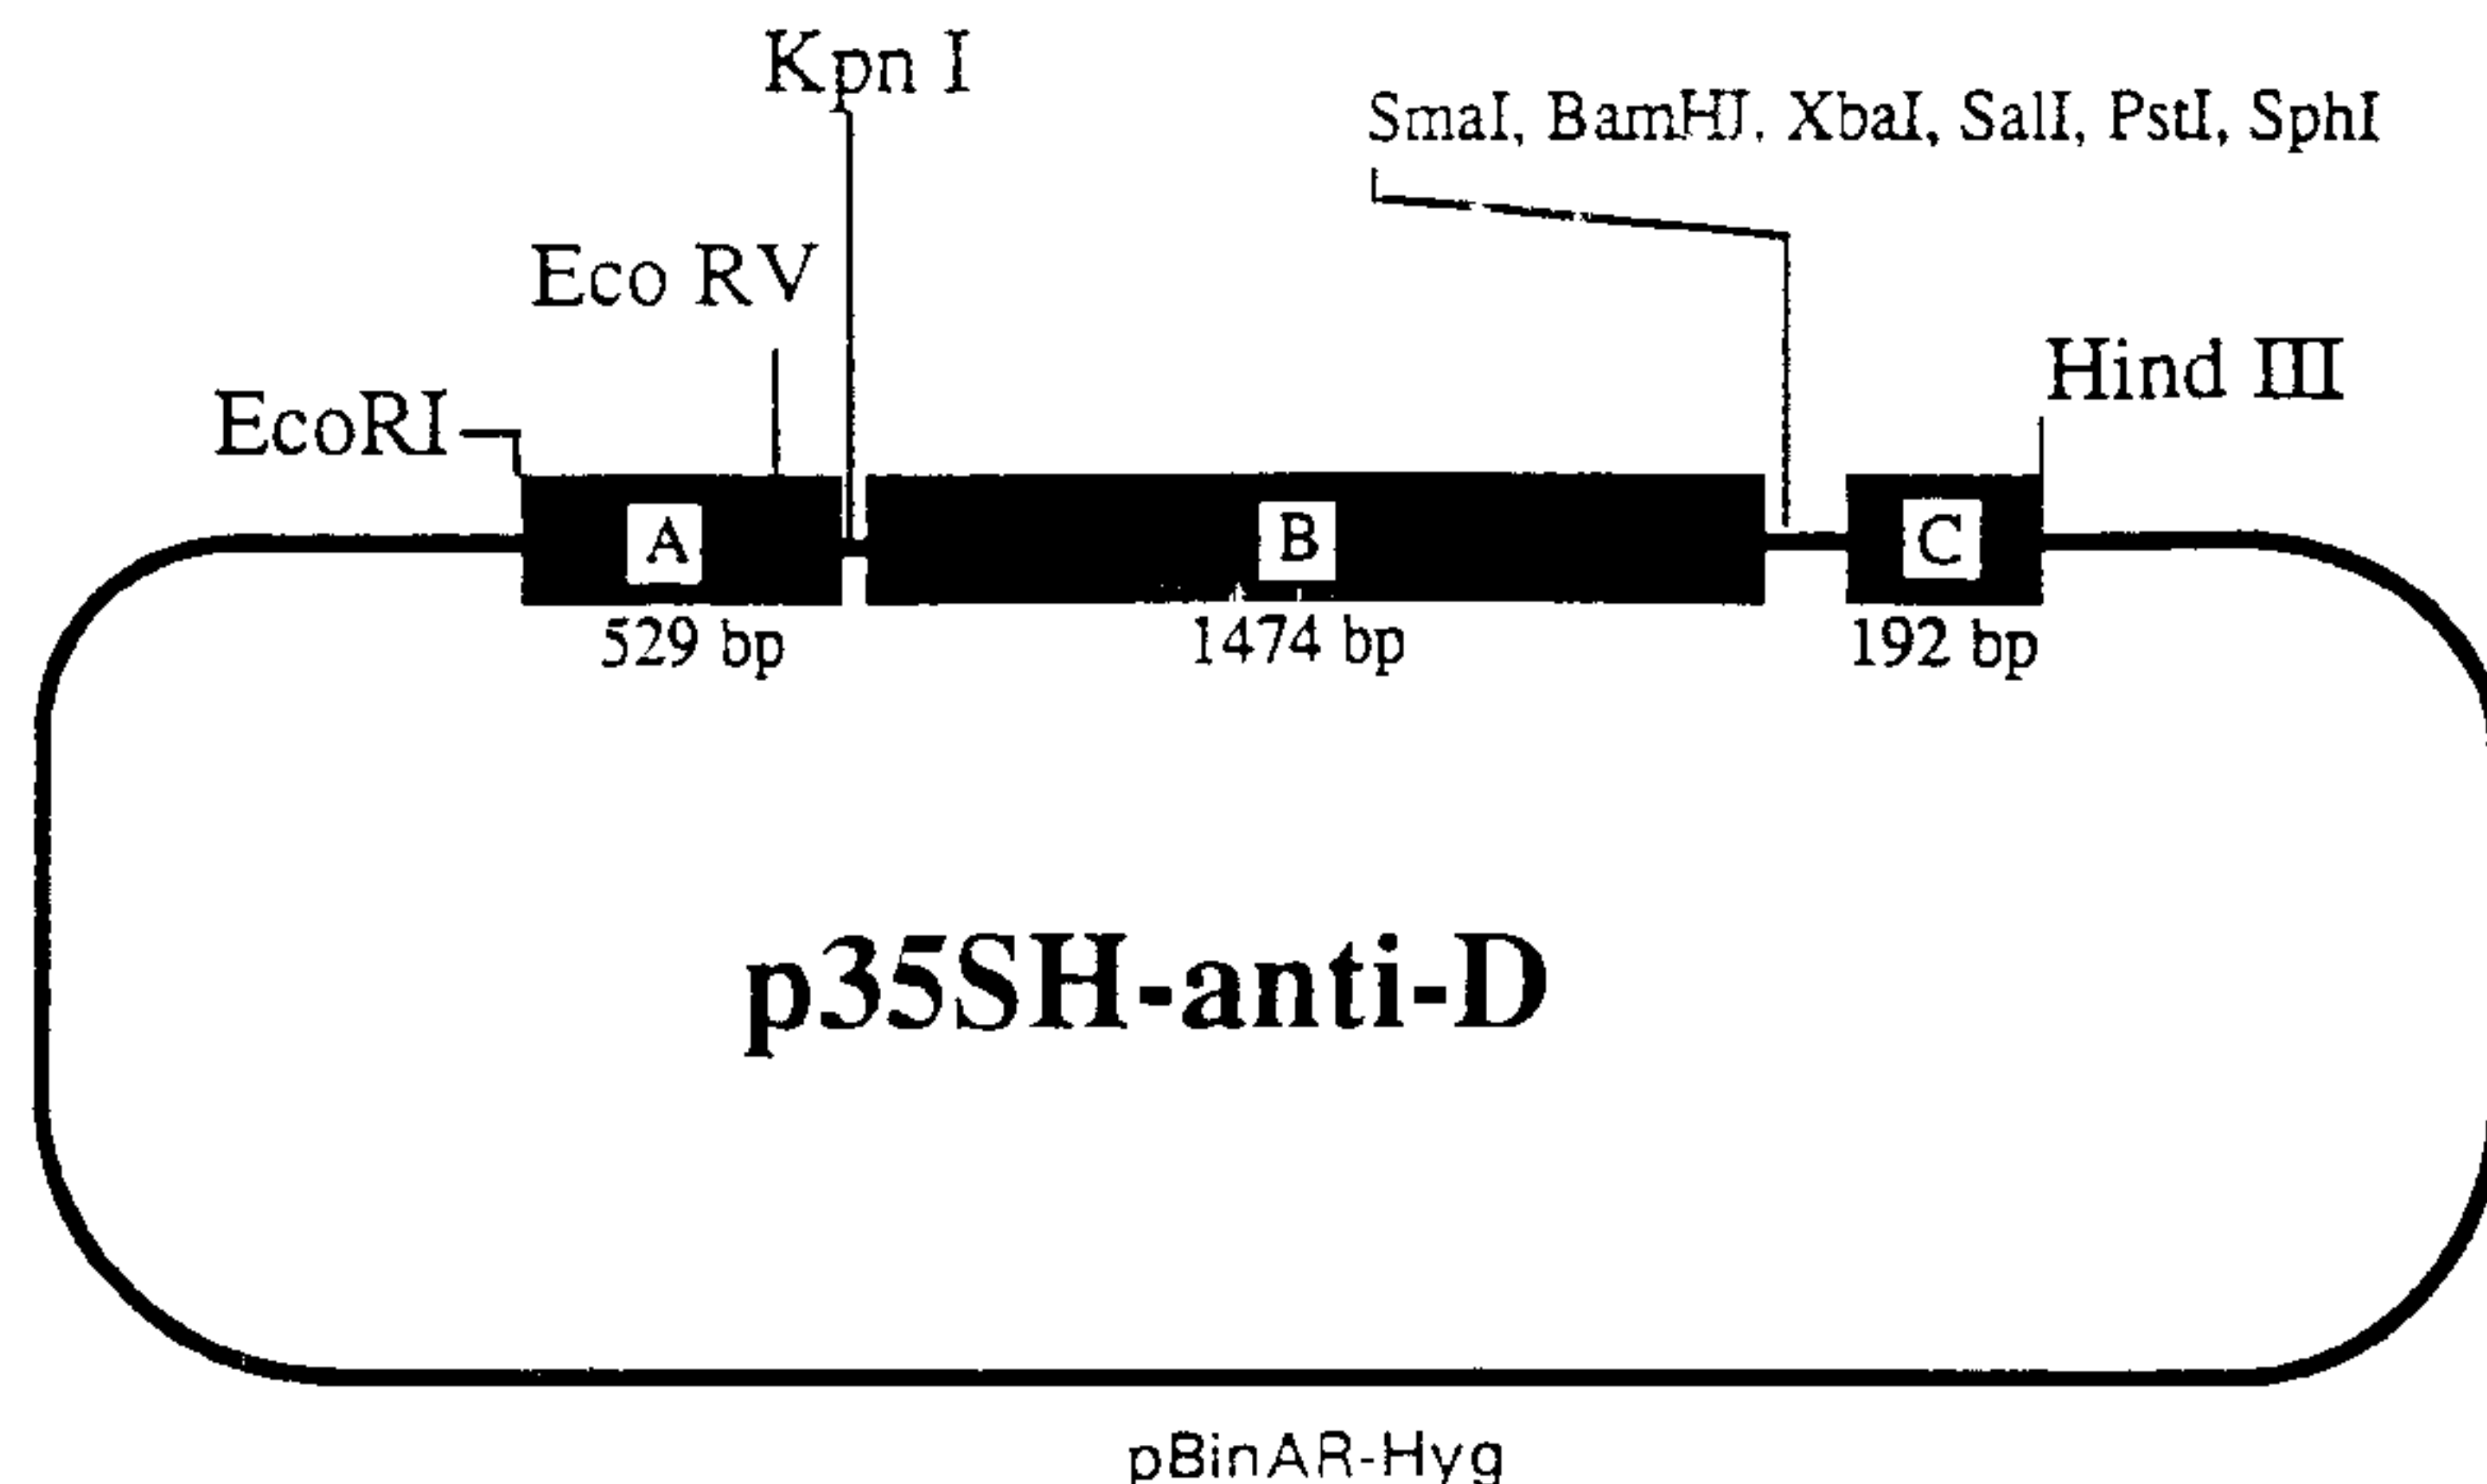 Kpn I
SmaI, BamHI, XbaI, SalI, PstI, SphI
Eco RV
Hind III
EcoRI
A
B
C
529 bp
1474 bp
192 bp
p35SH-anti-D
pBinAR-Hyg